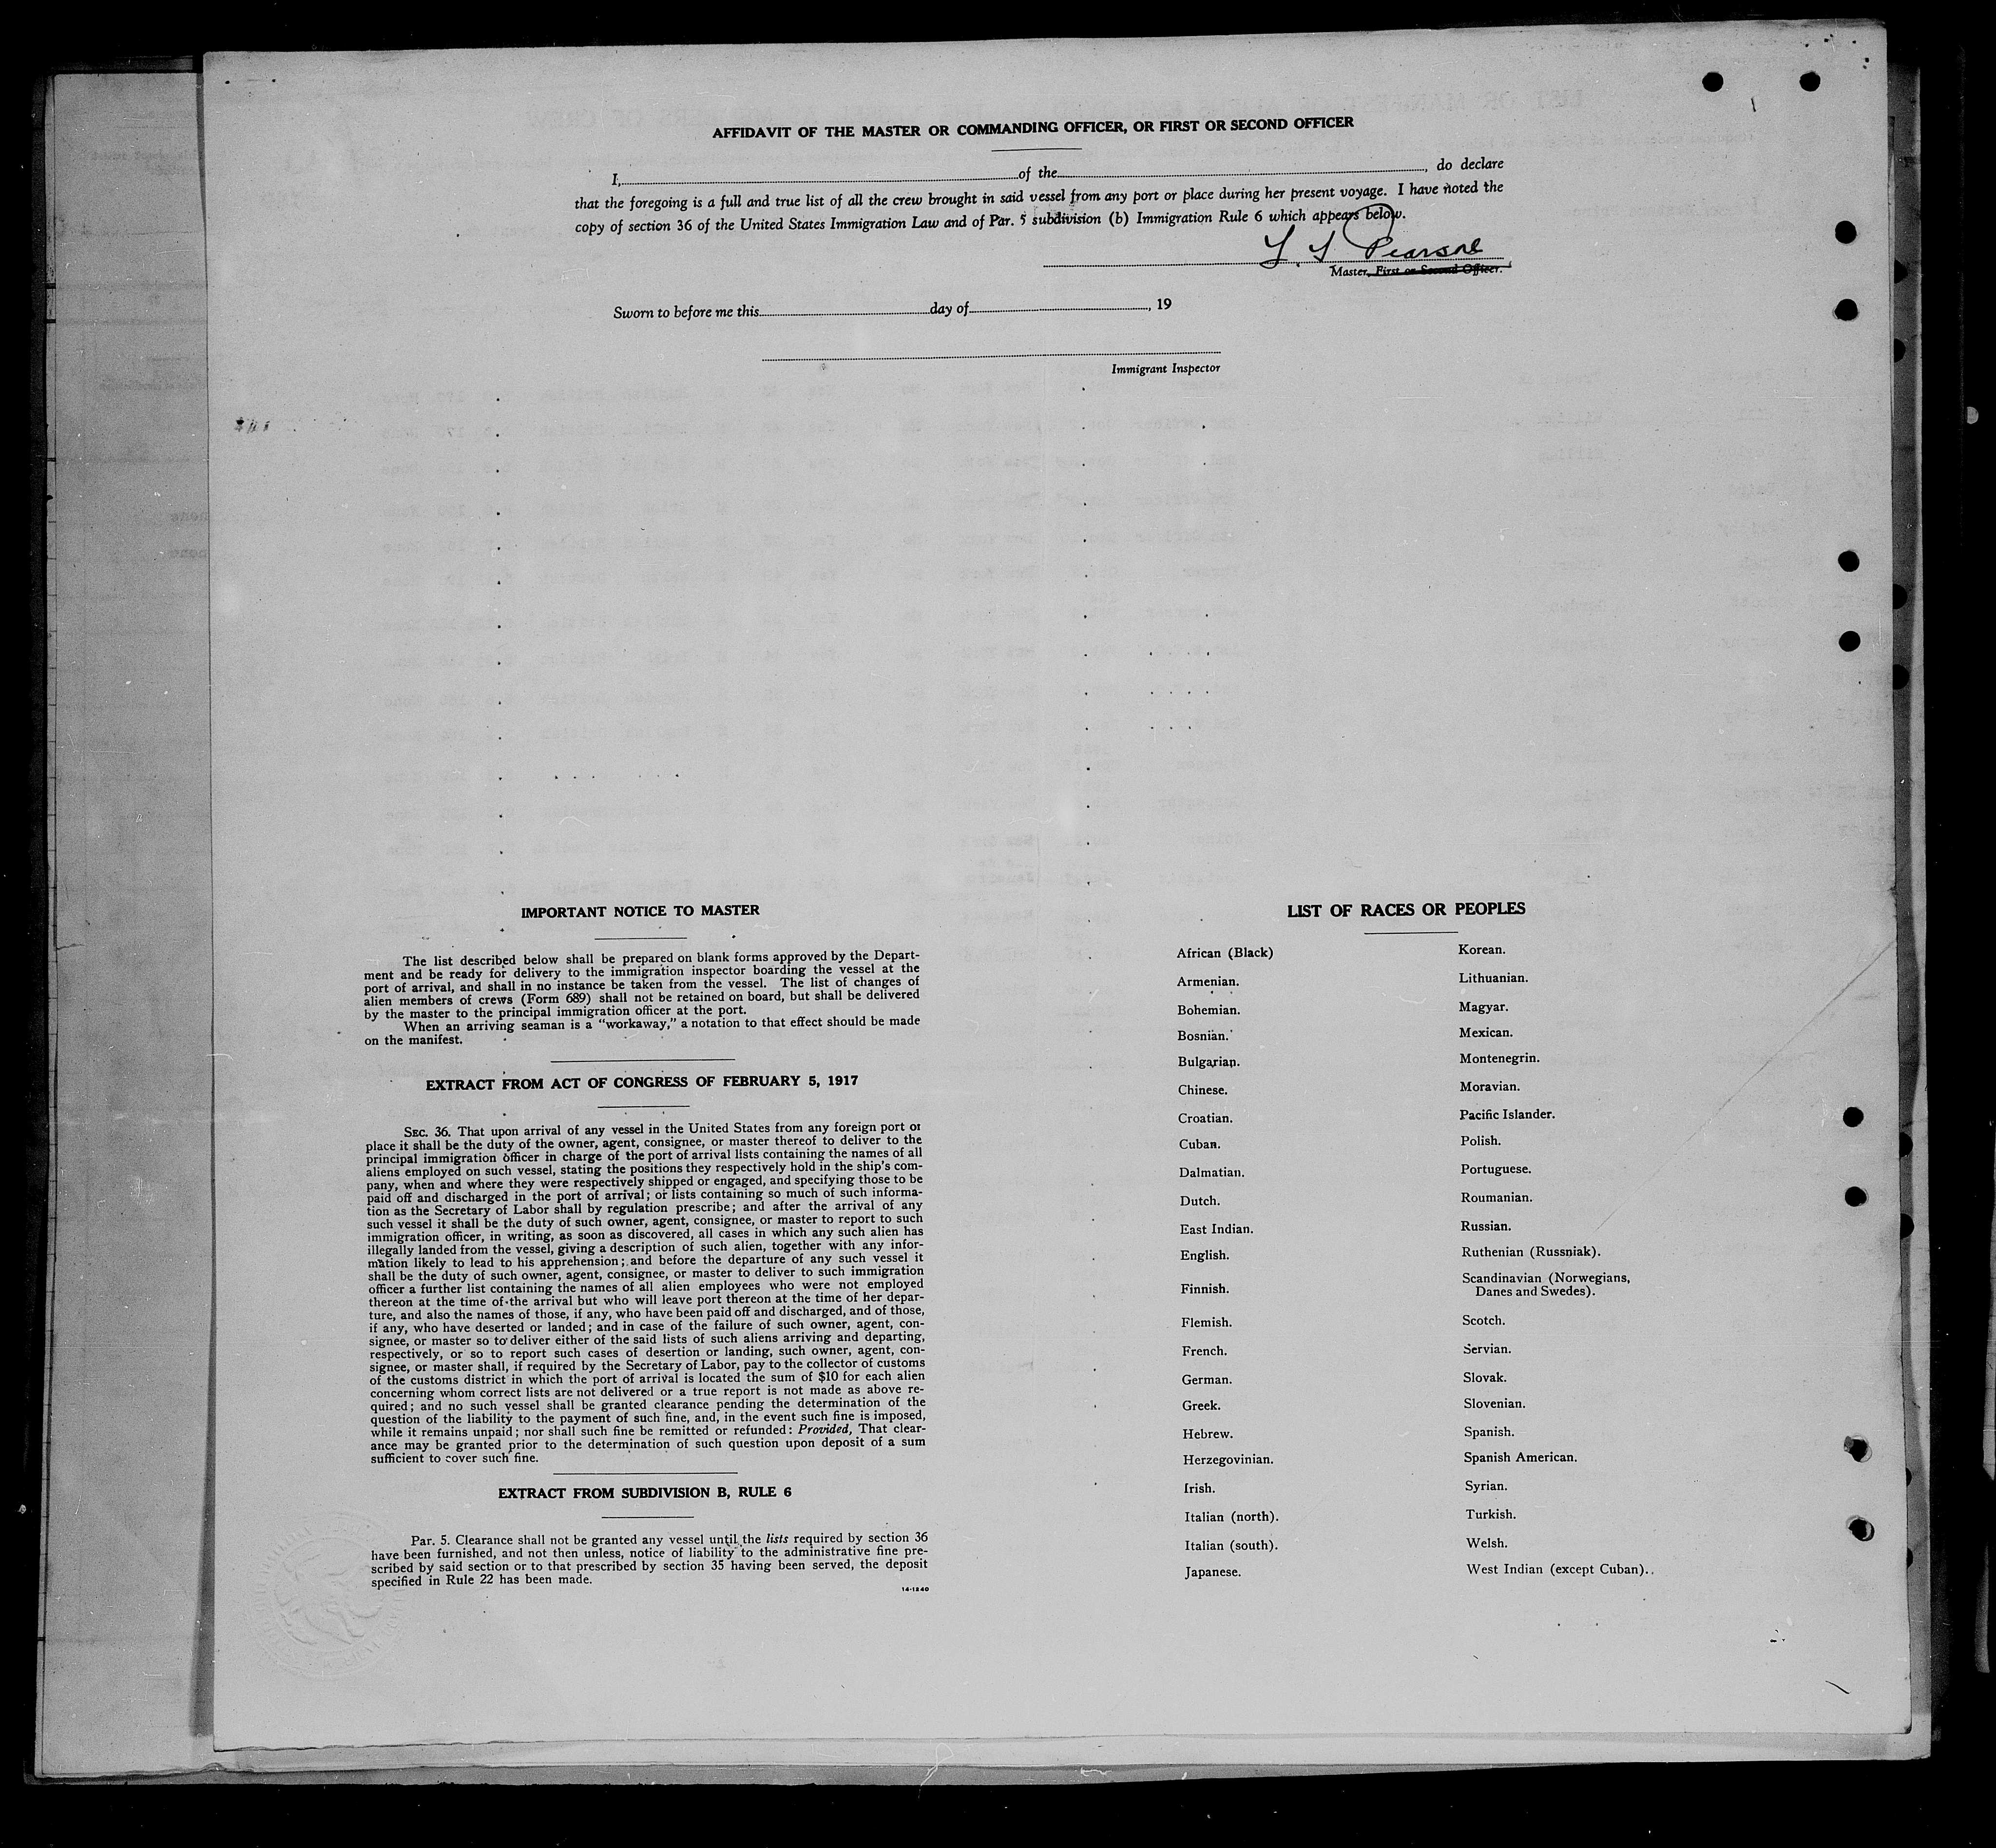 AFFIDAVIT OF THE MASTER OR COMMANDING OFFICER, OR FIRST OR SECOND OFFICER
I, of the , do declare
that the foregoing is a full and true list of all the crew brought in said vessel from any port or place during her present voyage. I have noted the
copy of section 36 of the United States Immigration Law and of Par. 5 subdivision (b) Immigration Rule 6 which appears below.
Pearson
Master, First or Second Officer.
Sworn to before me this day of , 19
Immigrant Inspector
IMPORTANT NOTICE TO MASTER
The list described below shall be prepared on blank forms approved by the Depart-
ment and be ready for delivery to the immigration inspector boarding the vessel at the
port of arrival, and shall in no instance be taken from the vessel. The list of changes of
alien members of crews (Form 689) shall not be retained on board, but shall be delivered
by the master to the principal immigration officer at the port.
When an arriving seaman is a "workaway," a notation to that effect should be made
on the manifest.
EXTRACT FROM ACT OF CONGRESS OF FEBRUARY 5, 1917
SEC. 36. That upon arrival of any vessel in the United States from any foreign port or
place it shall be the duty of the owner, agent, consignee, or master thereof to deliver to the
principal immigration officer in charge of the port of arrival lists containing the names of all
aliens employed on such vessel, stating the positions they respectively hold in the ship's com-
pany, when and where they were respectively shipped or engaged, and specifying those to be
paid off and discharged in the port of arrival; or lists containing so much of such informa-
tion as the Secretary of Labor shall by regulation prescribe; and after the arrival of any
such vessel it shall be the duty of such owner, agent, consignee, or master to report to such
immigration officer, in writing, as soon as discovered, all cases in which any such alien has
illegally landed from the vessel, giving a description of such alien, together with any infor-
mation likely to lead to his apprehension; and before the departure of any such vessel it
shall be the duty of such owner, agent, consignee, or master to deliver to such immigration
officer a further list containing the names of all alien employees who were not employed
thereon at the time of the arrival but who will leave port thereon at the time of her depar-
ture, and also the names of those, if any, who have been paid off and discharged, and of those,
if any, who have deserted or landed; and in case of the failure of such owner, agent, con-
signee, or master so to deliver either of the said lists of such aliens arriving and departing,
respectively, or so to report such cases of desertion or landing, such owner, agent, con-
signee, or master shall, if required by the Secretary of Labor, pay to the collector of customs
of the customs district in which the port of arrival is located the sum of $10 for each alien
concerning whom correct lists are not delivered or a true report is not made as above re-
quired; and no such vessel shall be granted clearance pending the determination of the
question of the liability to the payment of such fine, and, in the event such fine is imposed,
while it remains unpaid; nor shall such fine be remitted or refunded: Provided, That clear-
ance may be granted prior to the determination of such question upon deposit of a sum
sufficient to cover such fine.
EXTRACT FROM SUBDIVISION B, RULE 6
Par. 5. Clearance shall not be granted any vessel until the lists required by section 36
have been furnished, and not then unless, notice of liability to the administrative fine pre-
scribed by said section or to that prescribed by section 35 having been served, the deposit
specified in Rule 22 has been made.
14-1240
LIST OF RACES OR PEOPLES
African (Black)
Armenian.
Bohemian.
Bosnian.
Bulgarian.
Chinese.
Croatian.
Cuban.
Dalmatian.
Dutch.
East Indian.
English.
Finnish.
Flemish.
French.
German.
Greek.
Hebrew.
Herzegovinian.
Irish.
Italian (north).
Italian (south).
Japanese.
Korean.
Lithuanian.
Magyar.
Mexican.
Montenegrin.
Moravian.
Pacific Islander.
Polish.
Portuguese.
Roumanian.
Russian.
Ruthenian (Russniak).
Scandinavian (Norwegians,
Danes and Swedes).
Scotch.
Servian.
Slovak.
Slovenian.
Spanish.
Spanish American.
Syrian.
Turkish.
Welsh.
West Indian (except Cuban).